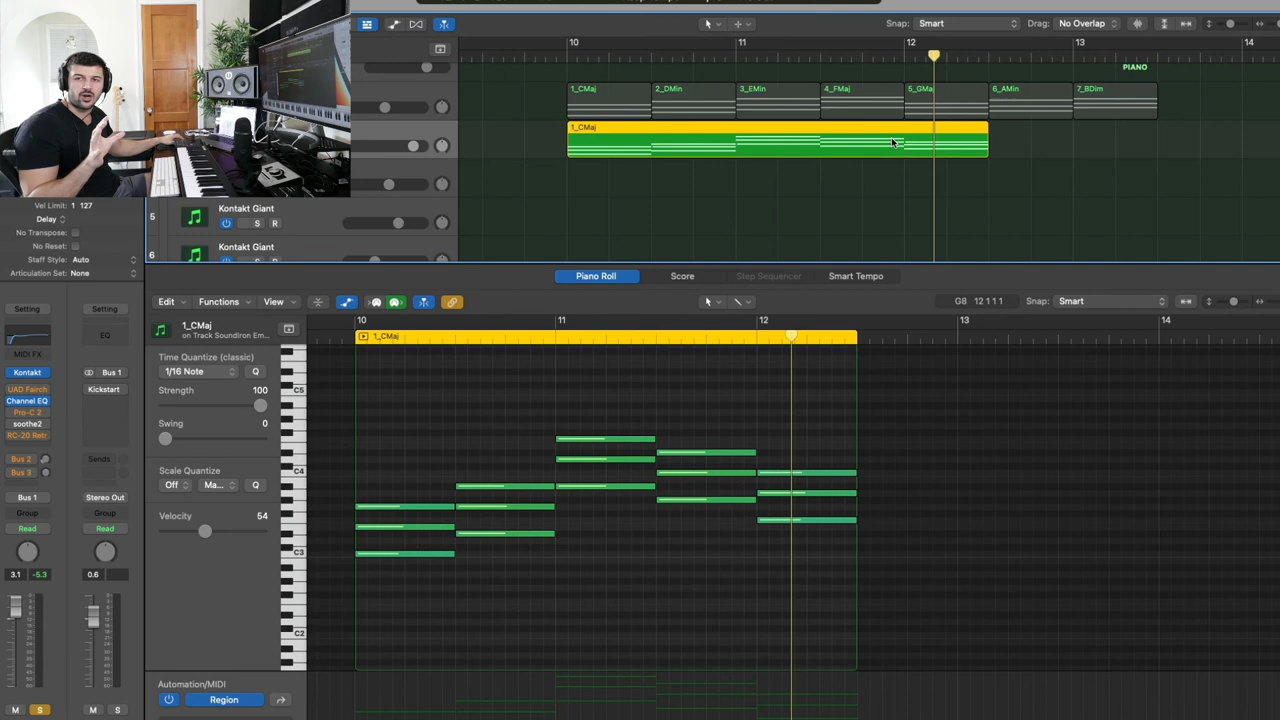 Snap: Smart
Drag: No Overlap
10 11 12 13 14
PIANO
1_CMaj 2_DMin 3_EMin 4_FMaj 5_GMaj 6_AMin 7_BDim
1_CMaj
Vel Limit: 1 127
Delay
No Transpose:
No Reset:
Staff Style: Auto
Articulation Set: None
5 Kontakt Giant
S R
Kontakt Giant
6
Piano Roll Score Step Sequencer Smart Tempo
Edit Functions View
G8 12 1 1 1
Snap: Smart
10 11 12 13 14
1_CMaj
on Track SoundIron Em...
1_CMaj
Time Quantize (classic)
1/16 Note Q
Strength 100
Swing 0
Scale Quantize
Off Ma... Q
Velocity 54
C5
C4
C3
C2
Automation/MIDI
Region
Setting Setting
EQ
MIDI FX
Kontakt Bus 1
UAD Fairch Kickstart
Channel EQ
Pro-C 2
soothe2
RC-20 Retr
Bus 2 Sends
Bus 3
Bus 1 Stereo Out
Group Group
Read Read
3.1 -5.3 0.6
M S M S